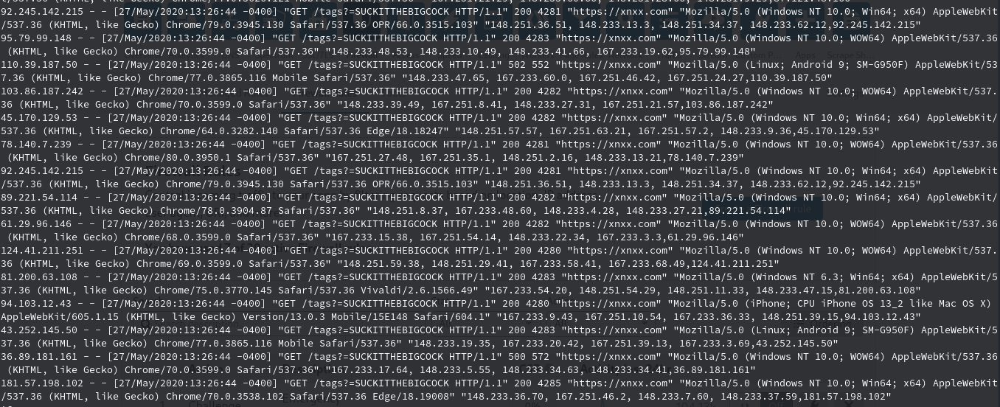 92.245.142.215 - - [27/May/2020:13:26:44 -0400] "GET /tags?=SUCKITTHEBIGCOCK HTTP/1.1" 200 4281 "https://xnxx.com" "Mozilla/5.0 (Windows NT 10.0; Win64; x64) AppleWebKit
/537.36 (KHTML, like Gecko) Chrome/79.0.3945.130 Safari/537.36 OPR/66.0.3515.103" "148.251.36.51, 148.233.13.3, 148.251.34.37, 148.233.62.12,92.245.142.215"
95.79.99.148 - - [27/May/2020:13:26:44 -0400] "GET /tags?=SUCKITTHEBIGCOCK HTTP/1.1" 200 4283 "https://xnxx.com" "Mozilla/5.0 (Windows NT 10.0; WOW64) AppleWebKit/537.36
(KHTML, like Gecko) Chrome/70.0.3599.0 Safari/537.36" "148.233.48.53, 148.233.10.49, 148.233.41.66, 167.233.19.62,95.79.99.148"
110.39.187.50 - - [27/May/2020:13:26:44 -0400] "GET /tags?=SUCKITTHEBIGCOCK HTTP/1.1" 502 552 "https://xnxx.com" "Mozilla/5.0 (Linux; Android 9; SM-G950F) AppleWebKit/53
7.36 (KHTML, like Gecko) Chrome/77.0.3865.116 Mobile Safari/537.36" "148.233.47.65, 167.233.60.0, 167.251.46.42, 167.251.24.27,110.39.187.50"
103.86.187.242 - - [27/May/2020:13:26:44 -0400] "GET /tags?=SUCKITTHEBIGCOCK HTTP/1.1" 200 4282 "https://xnxx.com" "Mozilla/5.0 (Windows NT 10.0; WOW64) AppleWebKit/537.
36 (KHTML, like Gecko) Chrome/70.0.3599.0 Safari/537.36" "148.233.39.49, 167.251.8.41, 148.233.27.31, 167.251.21.57,103.86.187.242"
45.170.129.53 - - [27/May/2020:13:26:44 -0400] "GET /tags?=SUCKITTHEBIGCOCK HTTP/1.1" 200 4282 "https://xnxx.com" "Mozilla/5.0 (Windows NT 10.0; Win64; x64) AppleWebKit/
537.36 (KHTML, like Gecko) Chrome/64.0.3282.140 Safari/537.36 Edge/18.18247" "148.251.57.57, 167.251.63.21, 167.251.57.2, 148.233.9.36,45.170.129.53"
78.140.7.239 - - [27/May/2020:13:26:44 -0400] "GET /tags?=SUCKITTHEBIGCOCK HTTP/1.1" 200 4281 "https://xnxx.com" "Mozilla/5.0 (Windows NT 10.0; WOW64) AppleWebKit/537.36
(KHTML, like Gecko) Chrome/80.0.3950.1 Safari/537.36" "167.251.27.48, 167.251.35.1, 148.251.2.16, 148.233.13.21,78.140.7.239"
92.245.142.215 - - [27/May/2020:13:26:44 -0400] "GET /tags?=SUCKITTHEBIGCOCK HTTP/1.1" 200 4281 "https://xnxx.com" "Mozilla/5.0 (Windows NT 10.0; Win64; x64) AppleWebKit
/537.36 (KHTML, like Gecko) Chrome/79.0.3945.130 Safari/537.36 OPR/66.0.3515.103" "148.251.36.51, 148.233.13.3, 148.251.34.37, 148.233.62.12,92.245.142.215"
89.221.54.114 - - [27/May/2020:13:26:44 -0400] "GET /tags?=SUCKITTHEBIGCOCK HTTP/1.1" 200 4282 "https://xnxx.com" "Mozilla/5.0 (Windows NT 10.0; Win64; x64) AppleWebKit/
537.36 (KHTML, like Gecko) Chrome/78.0.3904.87 Safari/537.36" "148.251.8.37, 167.233.48.60, 148.233.4.28, 148.233.27.21,89.221.54.114"
61.29.96.146 - - [27/May/2020:13:26:44 -0400] "GET /tags?=SUCKITTHEBIGCOCK HTTP/1.1" 200 4282 "https://xnxx.com" "Mozilla/5.0 (Windows NT 10.0; WOW64) AppleWebKit/537.36
(KHTML, like Gecko) Chrome/68.0.3599.0 Safari/537.36" "167.233.15.38, 167.251.54.14, 148.233.22.34, 167.233.3.3,61.29.96.146"
124.41.211.251 - - [27/May/2020:13:26:44 -0400] "GET /tags?=SUCKITTHEBIGCOCK HTTP/1.1" 200 4280 "https://xnxx.com" "Mozilla/5.0 (Windows NT 10.0; WOW64) AppleWebKit/537.
36 (KHTML, like Gecko) Chrome/69.0.3599.0 Safari/537.36" "148.251.59.38, 148.251.29.41, 167.233.58.41, 167.233.68.49,124.41.211.251"
81.200.63.108 - - [27/May/2020:13:26:44 -0400] "GET /tags?=SUCKITTHEBIGCOCK HTTP/1.1" 200 4283 "https://xnxx.com" "Mozilla/5.0 (Windows NT 6.3; Win64; x64) AppleWebKit/5
37.36 (KHTML, like Gecko) Chrome/75.0.3770.145 Safari/537.36 Vivaldi/2.6.1566.49" "167.233.54.20, 148.251.54.29, 148.251.11.33, 148.233.47.15,81.200.63.108"
94.103.12.43 - - [27/May/2020:13:26:44 -0400] "GET /tags?=SUCKITTHEBIGCOCK HTTP/1.1" 200 4280 "https://xnxx.com" "Mozilla/5.0 (iPhone; CPU iPhone OS 13_2 like Mac OS X)
AppleWebKit/605.1.15 (KHTML, like Gecko) Version/13.0.3 Mobile/15E148 Safari/604.1" "167.233.9.43, 167.251.10.54, 167.233.36.33, 148.251.39.15,94.103.12.43"
43.252.145.50 - - [27/May/2020:13:26:44 -0400] "GET /tags?=SUCKITTHEBIGCOCK HTTP/1.1" 200 4283 "https://xnxx.com" "Mozilla/5.0 (Linux; Android 9; SM-G950F) AppleWebKit/5
37.36 (KHTML, like Gecko) Chrome/77.0.3865.116 Mobile Safari/537.36" "148.233.19.35, 167.233.20.42, 167.251.39.13, 167.233.3.69,43.252.145.50"
36.89.181.161 - - [27/May/2020:13:26:44 -0400] "GET /tags?=SUCKITTHEBIGCOCK HTTP/1.1" 500 572 "https://xnxx.com" "Mozilla/5.0 (Windows NT 10.0; WOW64) AppleWebKit/537.36
(KHTML, like Gecko) Chrome/70.0.3599.0 Safari/537.36" "167.233.17.64, 148.233.5.55, 148.233.34.63, 148.233.34.41,36.89.181.161"
181.57.198.102 - - [27/May/2020:13:26:44 -0400] "GET /tags?=SUCKITTHEBIGCOCK HTTP/1.1" 200 4285 "https://xnxx.com" "Mozilla/5.0 (Windows NT 10.0; Win64; x64) AppleWebKit
/537.36 (KHTML, like Gecko) Chrome/70.0.3538.102 Safari/537.36 Edge/18.19008" "148.233.36.70, 167.251.46.2, 148.233.7.60, 148.233.37.59,181.57.198.102"